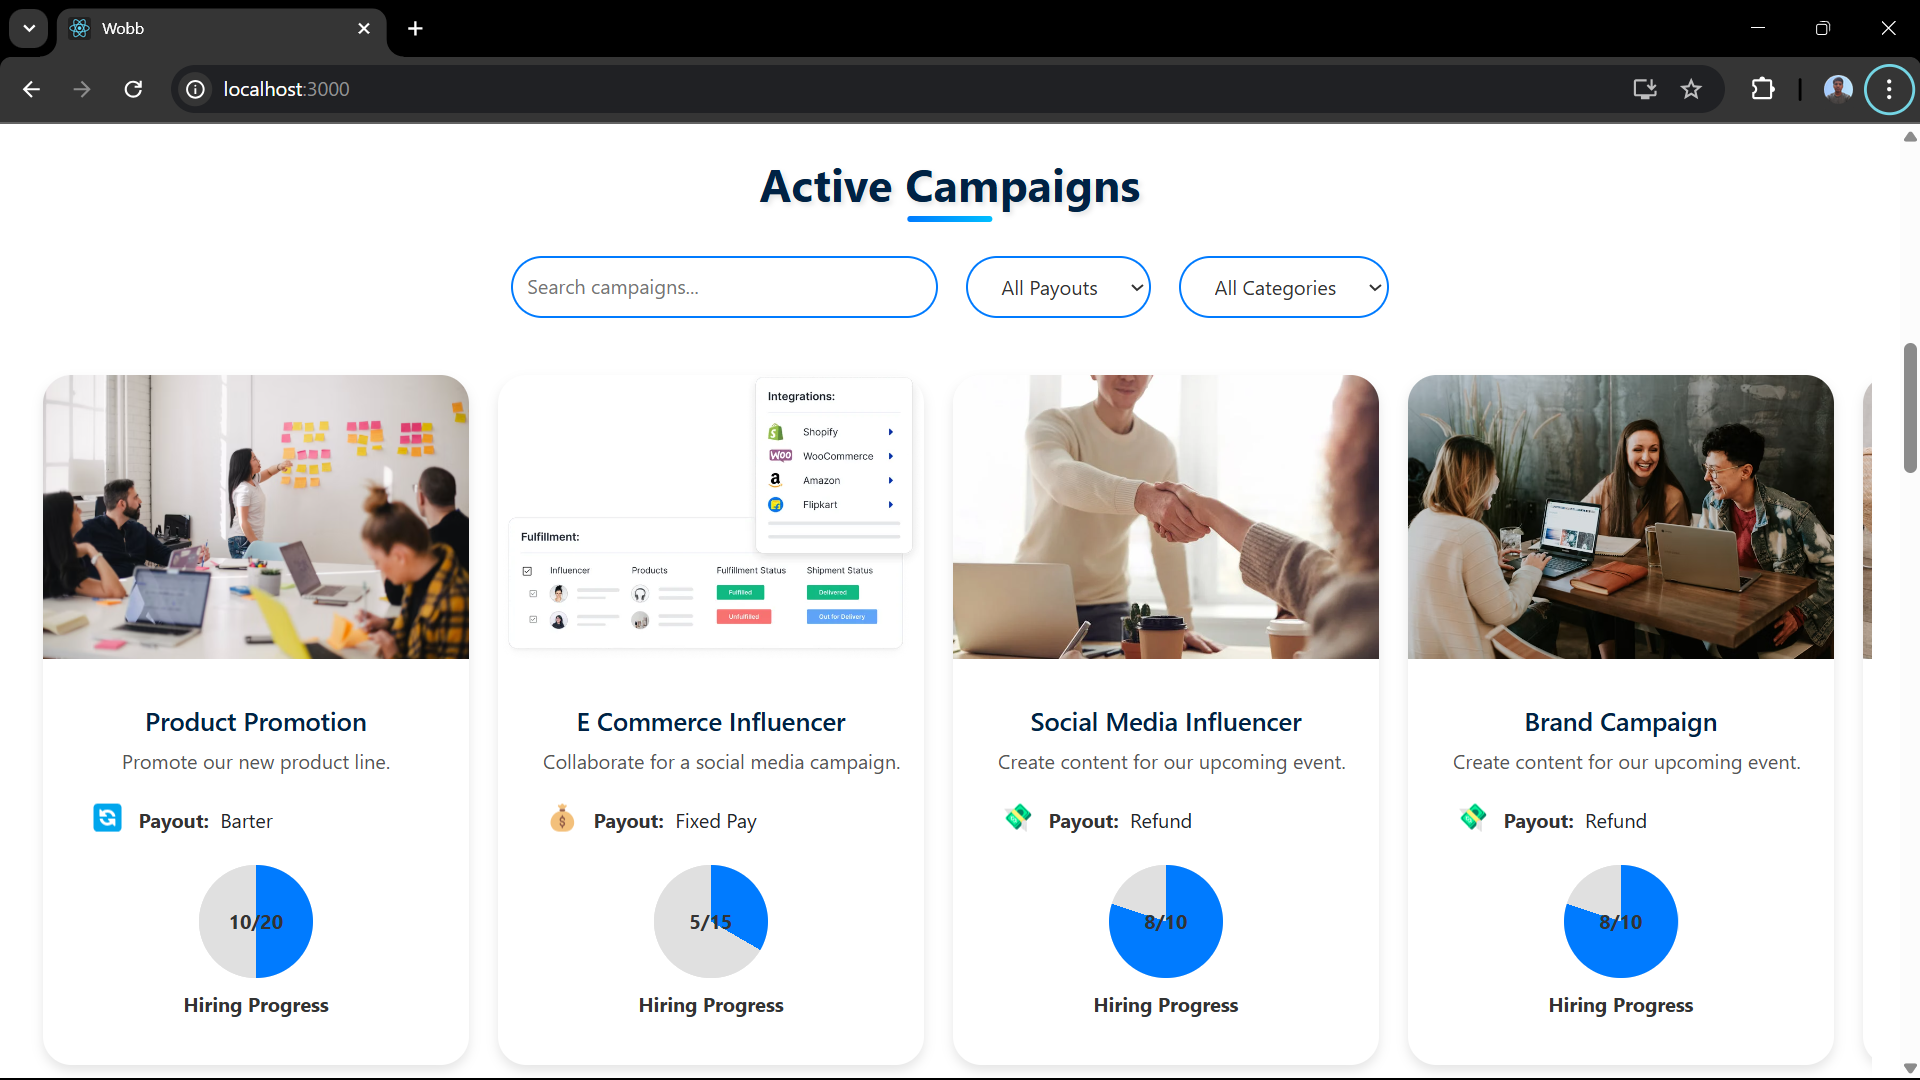 Wobb
localhost:3000
Active Campaigns
Search campaigns...
All Payouts
All Categories
Integrations:
Shopify
WOO WooCommerce
a Amazon
Flipkart
Fulfillment:
Influencer Products Fulfillment Status Shipment Status
Fulfilled Delivered
Unfulfilled Out for Delivery
Product Promotion
Promote our new product line.
Payout: Barter
10/20
Hiring Progress
E Commerce Influencer
Collaborate for a social media campaign.
Payout: Fixed Pay
5/15
Hiring Progress
Social Media Influencer
Create content for our upcoming event.
Payout: Refund
8/10
Hiring Progress
Brand Campaign
Create content for our upcoming event.
Payout: Refund
8/10
Hiring Progress